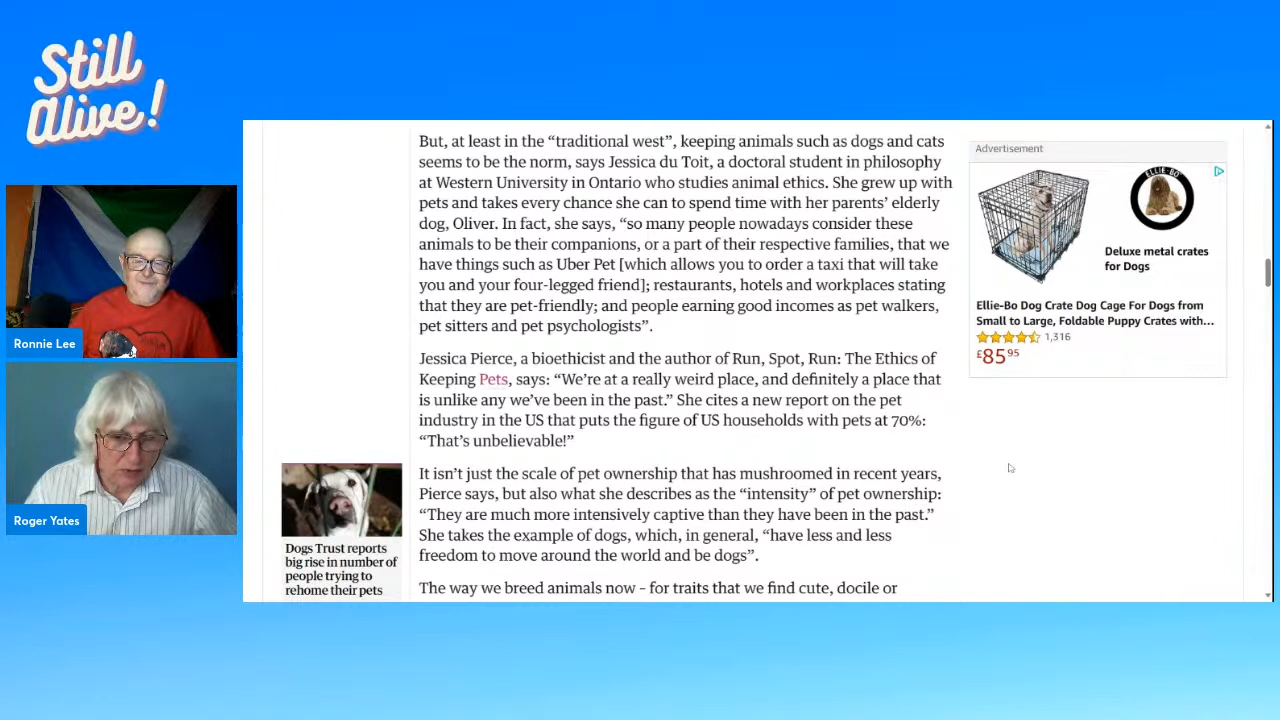 Still
Alive!
Ronnie Lee
Roger Yates
But, at least in the “traditional west”, keeping animals such as dogs and cats
seems to be the norm, says Jessica du Toit, a doctoral student in philosophy
at Western University in Ontario who studies animal ethics. She grew up with
pets and takes every chance she can to spend time with her parents’ elderly
dog, Oliver. In fact, she says, “so many people nowadays consider these
animals to be their companions, or a part of their respective families, that we
have things such as Uber Pet [which allows you to order a taxi that will take
you and your four-legged friend]; restaurants, hotels and workplaces stating
that they are pet-friendly; and people earning good incomes as pet walkers,
pet sitters and pet psychologists”.
Jessica Pierce, a bioethicist and the author of Run, Spot, Run: The Ethics of
Keeping Pets, says: “We’re at a really weird place, and definitely a place that
is unlike any we’ve been in the past.” She cites a new report on the pet
industry in the US that puts the figure of US households with pets at 70%:
“That’s unbelievable!”
It isn’t just the scale of pet ownership that has mushroomed in recent years,
Pierce says, but also what she describes as the “intensity” of pet ownership:
“They are much more intensively captive than they have been in the past.”
She takes the example of dogs, which, in general, “have less and less
freedom to move around the world and be dogs”.
The way we breed animals now – for traits that we find cute, docile or
Dogs Trust reports
big rise in number of
people trying to
rehome their pets
Advertisement
ELLIE-BO
Deluxe metal crates
for Dogs
Ellie-Bo Dog Crate Dog Cage For Dogs from
Small to Large, Foldable Puppy Crates with...
1,316
£85 95